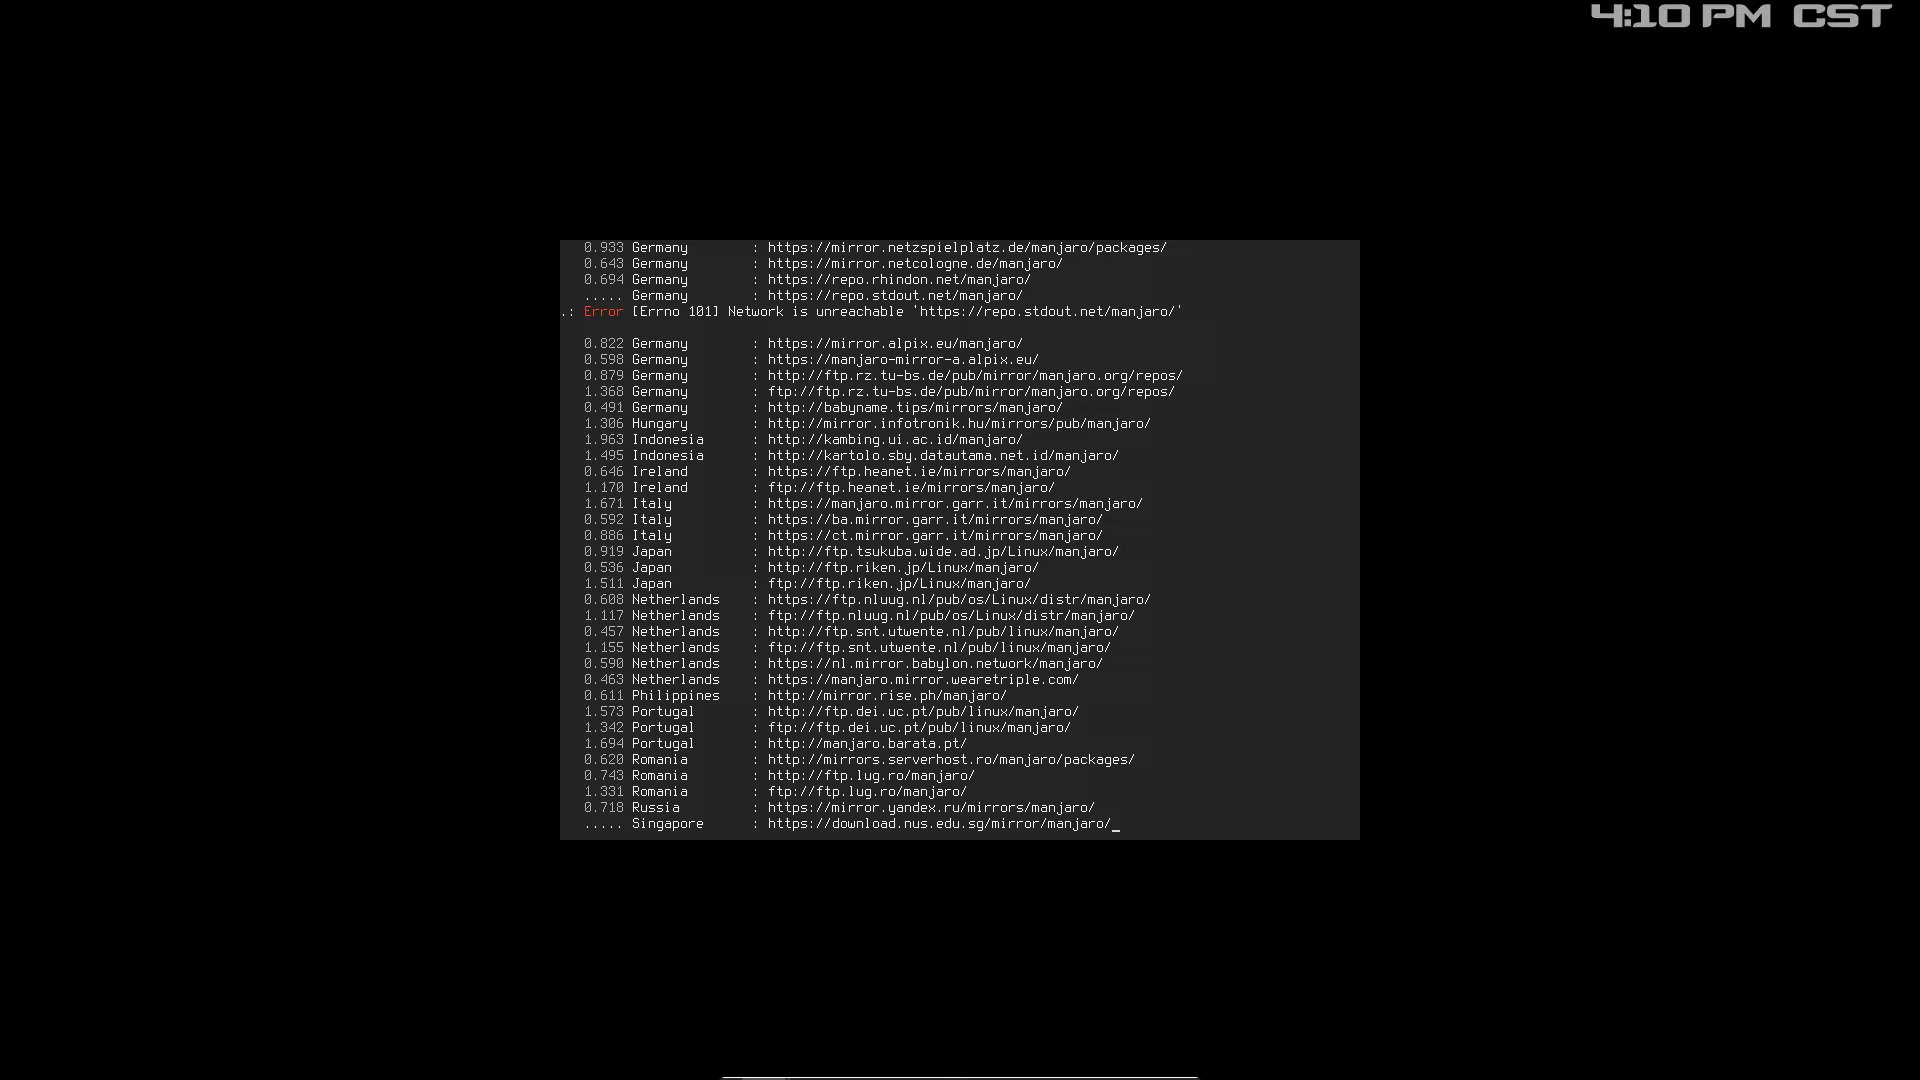 4:10 PM CST
0.933 Germany : https://mirror.netzspielplatz.de/manjaro/packages/
0.643 Germany : https://mirror.netcologne.de/manjaro/
0.694 Germany : https://repo.rhindon.net/manjaro/
..... Germany : https://repo.stdout.net/manjaro/
.: Error [Errno 101] Network is unreachable 'https://repo.stdout.net/manjaro/'
0.822 Germany : https://mirror.alpix.eu/manjaro/
0.598 Germany : https://manjaro-mirror-a.alpix.eu/
0.879 Germany : http://ftp.rz.tu-bs.de/pub/mirror/manjaro.org/repos/
1.368 Germany : ftp://ftp.rz.tu-bs.de/pub/mirror/manjaro.org/repos/
0.491 Germany : http://babyname.tips/mirrors/manjaro/
1.306 Hungary : http://mirror.infotronik.hu/mirrors/pub/manjaro/
1.963 Indonesia : http://kambing.ui.ac.id/manjaro/
1.495 Indonesia : http://kartolo.sby.datautama.net.id/manjaro/
0.646 Ireland : https://ftp.heanet.ie/mirrors/manjaro/
1.170 Ireland : ftp://ftp.heanet.ie/mirrors/manjaro/
1.671 Italy : https://manjaro.mirror.garr.it/mirrors/manjaro/
0.592 Italy : https://ba.mirror.garr.it/mirrors/manjaro/
0.886 Italy : https://ct.mirror.garr.it/mirrors/manjaro/
0.919 Japan : http://ftp.tsukuba.wide.ad.jp/Linux/manjaro/
0.536 Japan : http://ftp.riken.jp/Linux/manjaro/
1.511 Japan : ftp://ftp.riken.jp/Linux/manjaro/
0.608 Netherlands : https://ftp.nluug.nl/pub/os/Linux/distr/manjaro/
1.117 Netherlands : ftp://ftp.nluug.nl/pub/os/Linux/distr/manjaro/
0.457 Netherlands : http://ftp.snt.utwente.nl/pub/linux/manjaro/
1.155 Netherlands : ftp://ftp.snt.utwente.nl/pub/linux/manjaro/
0.590 Netherlands : https://nl.mirror.babylon.network/manjaro/
0.463 Netherlands : https://manjaro.mirror.wearetriple.com/
0.611 Philippines : http://mirror.rise.ph/manjaro/
1.573 Portugal : http://ftp.dei.uc.pt/pub/linux/manjaro/
1.342 Portugal : ftp://ftp.dei.uc.pt/pub/linux/manjaro/
1.694 Portugal : http://manjaro.barata.pt/
0.620 Romania : http://mirrors.serverhost.ro/manjaro/packages/
0.743 Romania : http://ftp.lug.ro/manjaro/
1.331 Romania : ftp://ftp.lug.ro/manjaro/
0.718 Russia : https://mirror.yandex.ru/mirrors/manjaro/
..... Singapore : https://download.nus.edu.sg/mirror/manjaro/_